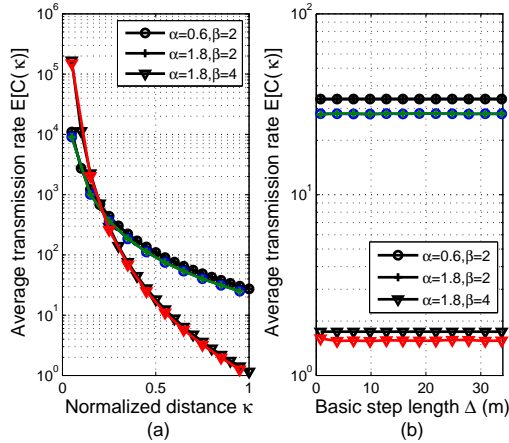 Average transmission rate E[C(κ)]
10^6
10^5
10^4
10^3
10^2
10^1
10^0
0
0.5
1
Normalized distance κ
(a)
α=0.6,β=2
α=1.8,β=2
α=1.8,β=4
Average transmission rate E[C(κ)]
10^2
10^1
10^0
0
10
20
30
Basic step length Δ (m)
(b)
α=0.6,β=2
α=1.8,β=2
α=1.8,β=4